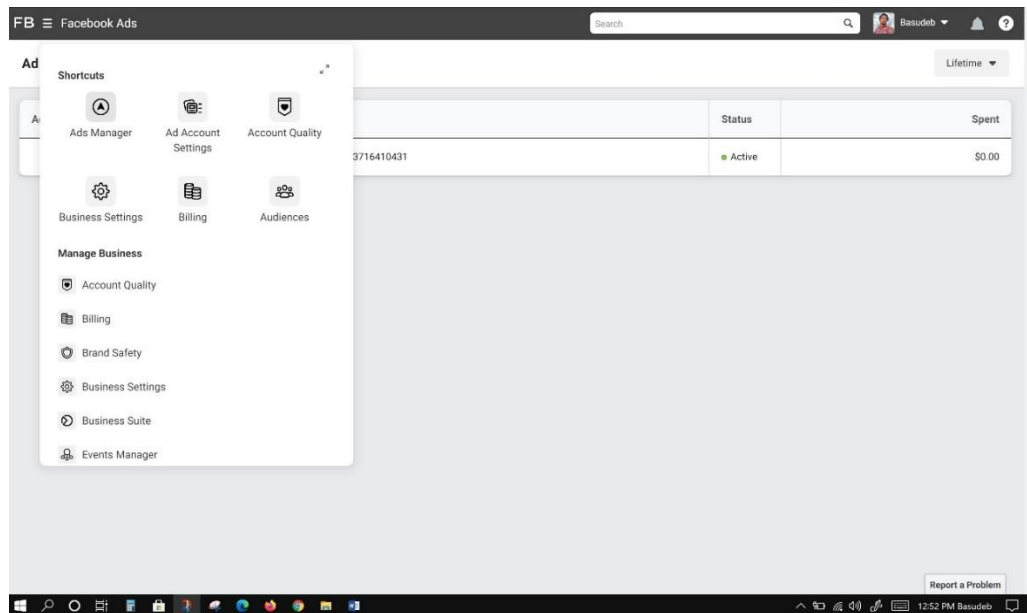 FB Facebook Ads Search Basudeb
Ad Lifetime
Shortcuts
Ads Manager Ad Account Settings Account Quality
Business Settings Billing Audiences
Manage Business
Account Quality
Billing
Brand Safety
Business Settings
Business Suite
Events Manager
A Status Spent
3716410431 Active $0.00
Report a Problem
12:52 PM Basudeb